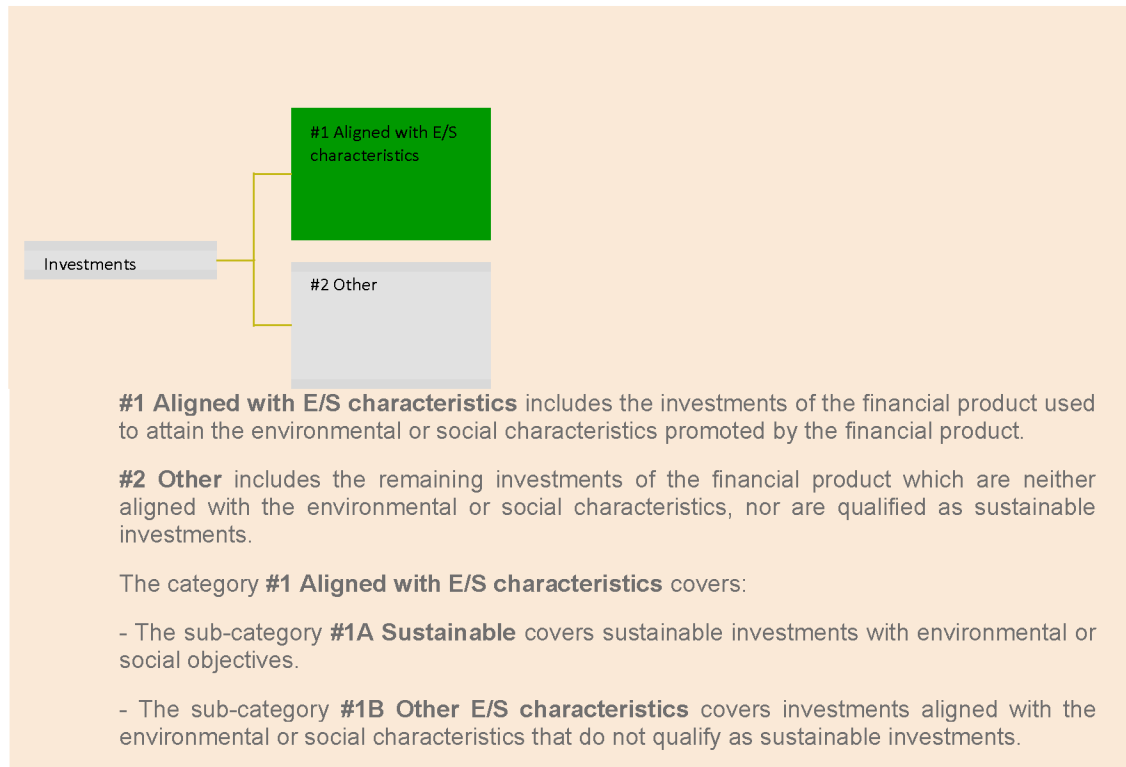 #1 Aligned with E/S
characteristics
Investments
#2 Other
#1 Aligned with E/S characteristics includes the investments of the financial product used
to attain the environmental or social characteristics promoted by the financial product.
#2 Other includes the remaining investments of the financial product which are neither
aligned with the environmental or social characteristics, nor are qualified as sustainable
investments.
The category #1 Aligned with E/S characteristics covers:
- The sub-category #1A Sustainable covers sustainable investments with environmental or
social objectives.
- The sub-category #1B Other E/S characteristics covers investments aligned with the
environmental or social characteristics that do not qualify as sustainable investments.